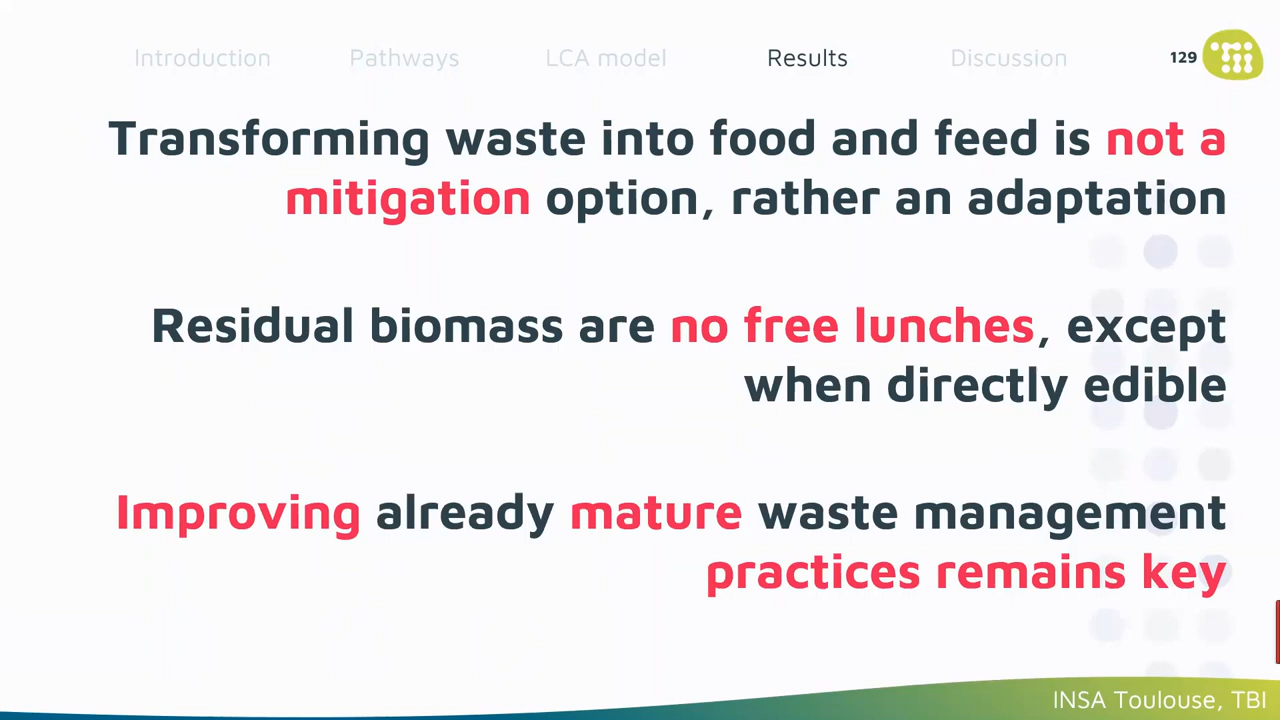 Introduction Pathways LCA model Results Discussion 129
Transforming waste into food and feed is not a
mitigation option, rather an adaptation
Residual biomass are no free lunches, except
when directly edible
Improving already mature waste management
practices remains key
INSA Toulouse, TBI